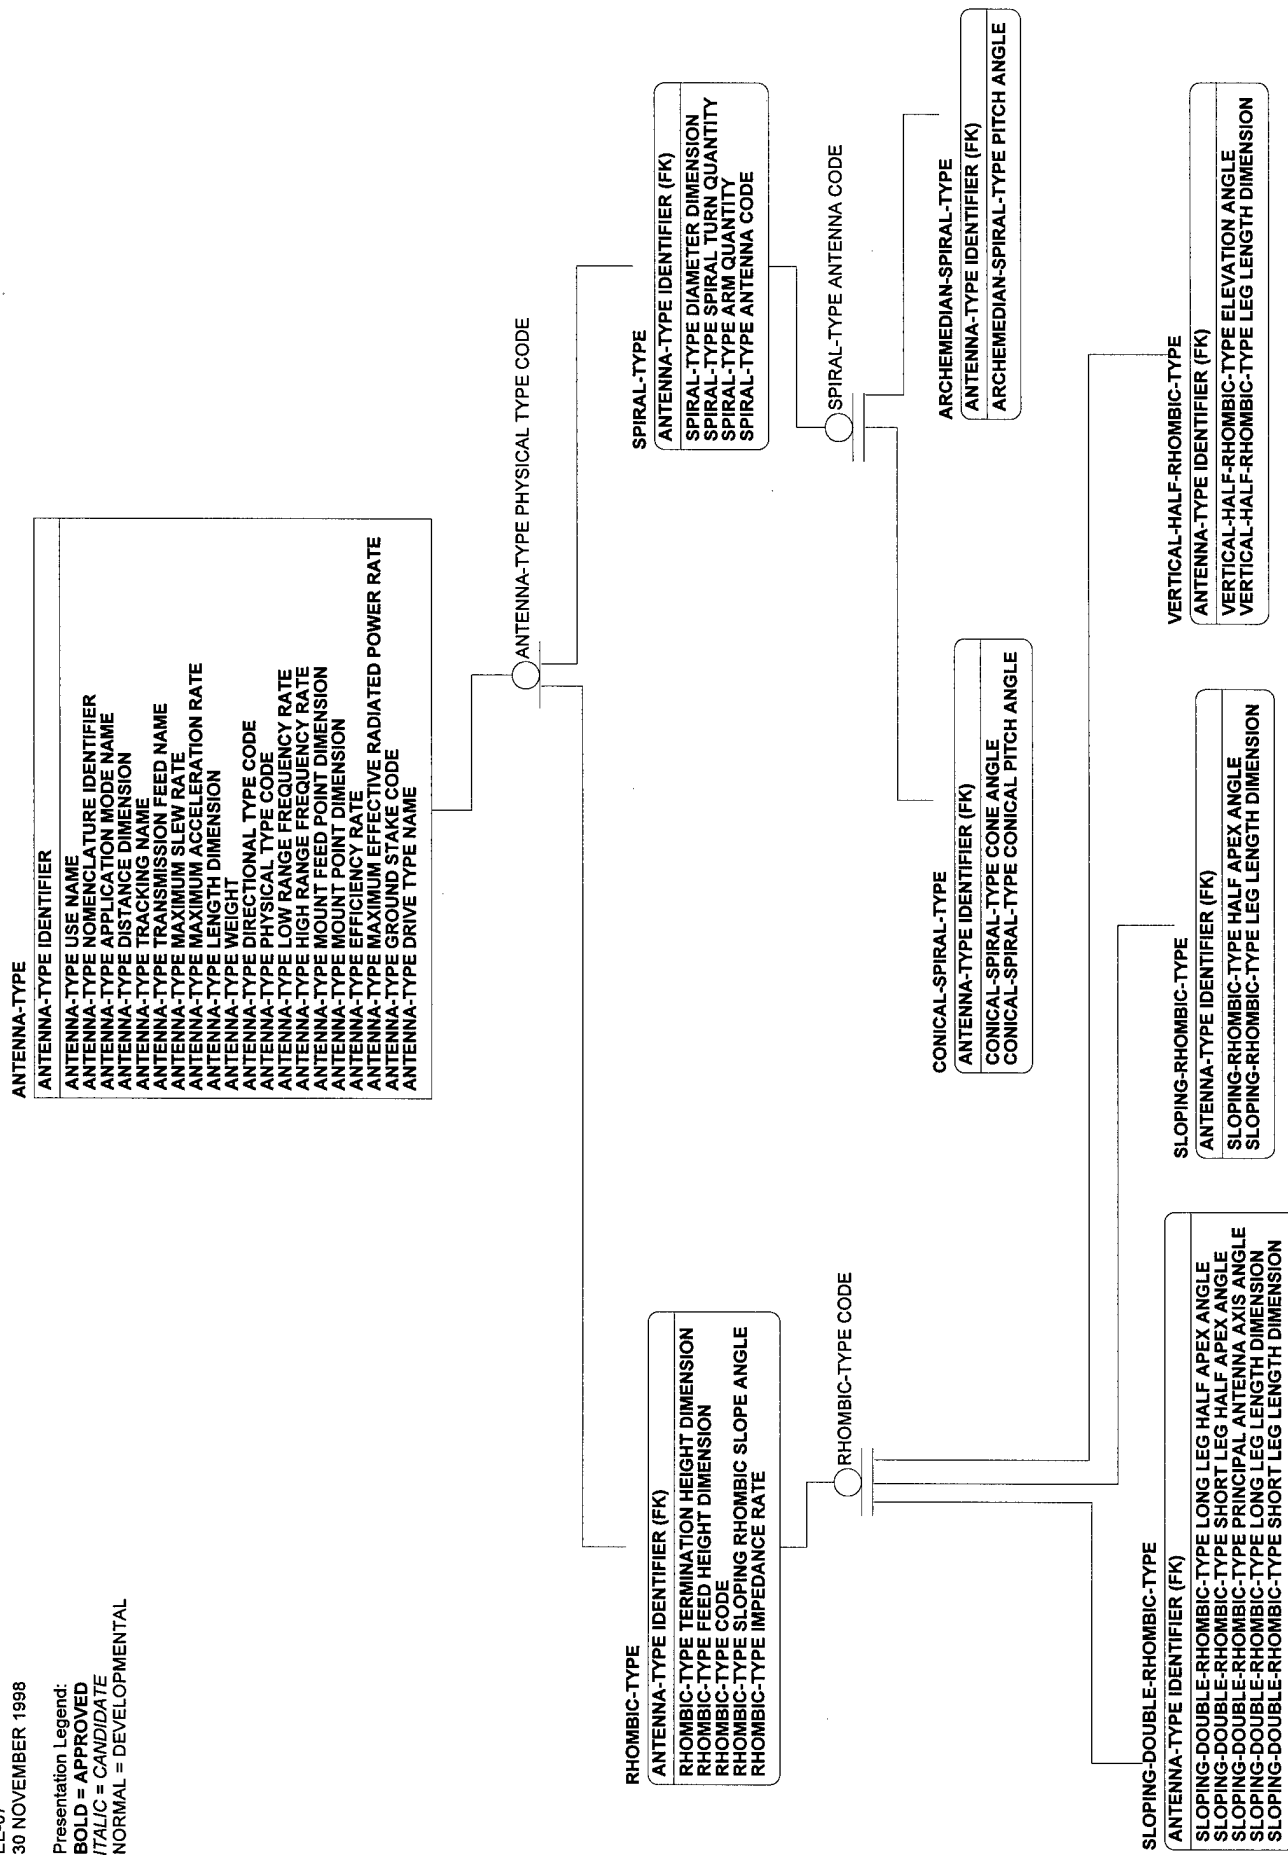 30 NOVEMBER 1998
Presentation Legend:
BOLD = APPROVED
ITALIC = CANDIDATE
NORMAL = DEVELOPMENTAL
ANTENNA-TYPE
ANTENNA-TYPE IDENTIFIER
ANTENNA-TYPE USE NAME
ANTENNA-TYPE NOMENCLATURE IDENTIFIER
ANTENNA-TYPE APPLICATION MODE NAME
ANTENNA-TYPE DISTANCE DIMENSION
ANTENNA-TYPE TRACKING NAME
ANTENNA-TYPE TRANSMISSION FEED NAME
ANTENNA-TYPE MAXIMUM SLEW RATE
ANTENNA-TYPE MAXIMUM ACCELERATION RATE
ANTENNA-TYPE LENGTH DIMENSION
ANTENNA-TYPE WEIGHT
ANTENNA-TYPE DIRECTIONAL TYPE CODE
ANTENNA-TYPE PHYSICAL TYPE CODE
ANTENNA-TYPE LOW RANGE FREQUENCY RATE
ANTENNA-TYPE HIGH RANGE FREQUENCY RATE
ANTENNA-TYPE MOUNT FEED POINT DIMENSION
ANTENNA-TYPE MOUNT POINT DIMENSION
ANTENNA-TYPE EFFICIENCY RATE
ANTENNA-TYPE MAXIMUM EFFECTIVE RADIATED POWER RATE
ANTENNA-TYPE GROUND STAKE CODE
ANTENNA-TYPE DRIVE TYPE NAME
ANTENNA-TYPE PHYSICAL TYPE CODE
RHOMBIC-TYPE
ANTENNA-TYPE IDENTIFIER (FK)
RHOMBIC-TYPE TERMINATION HEIGHT DIMENSION
RHOMBIC-TYPE FEED HEIGHT DIMENSION
RHOMBIC-TYPE CODE
RHOMBIC-TYPE SLOPING RHOMBIC SLOPE ANGLE
RHOMBIC-TYPE IMPEDANCE RATE
SPIRAL-TYPE
ANTENNA-TYPE IDENTIFIER (FK)
SPIRAL-TYPE DIAMETER DIMENSION
SPIRAL-TYPE SPIRAL TURN QUANTITY
SPIRAL-TYPE ARM QUANTITY
SPIRAL-TYPE ANTENNA CODE
RHOMBIC-TYPE CODE
SPIRAL-TYPE ANTENNA CODE
CONICAL-SPIRAL-TYPE
ANTENNA-TYPE IDENTIFIER (FK)
CONICAL-SPIRAL-TYPE CONE ANGLE
CONICAL-SPIRAL-TYPE CONICAL PITCH ANGLE
ARCHEMEDIAN-SPIRAL-TYPE
ANTENNA-TYPE IDENTIFIER (FK)
ARCHEMEDIAN-SPIRAL-TYPE PITCH ANGLE
SLOPING-DOUBLE-RHOMBIC-TYPE
ANTENNA-TYPE IDENTIFIER (FK)
SLOPING-DOUBLE-RHOMBIC-TYPE LONG LEG HALF APEX ANGLE
SLOPING-DOUBLE-RHOMBIC-TYPE SHORT LEG HALF APEX ANGLE
SLOPING-DOUBLE-RHOMBIC-TYPE PRINCIPAL ANTENNA AXIS ANGLE
SLOPING-DOUBLE-RHOMBIC-TYPE LONG LEG LENGTH DIMENSION
SLOPING-DOUBLE-RHOMBIC-TYPE SHORT LEG LENGTH DIMENSION
SLOPING-RHOMBIC-TYPE
ANTENNA-TYPE IDENTIFIER (FK)
SLOPING-RHOMBIC-TYPE HALF APEX ANGLE
SLOPING-RHOMBIC-TYPE LEG LENGTH DIMENSION
VERTICAL-HALF-RHOMBIC-TYPE
ANTENNA-TYPE IDENTIFIER (FK)
VERTICAL-HALF-RHOMBIC-TYPE ELEVATION ANGLE
VERTICAL-HALF-RHOMBIC-TYPE LEG LENGTH DIMENSION